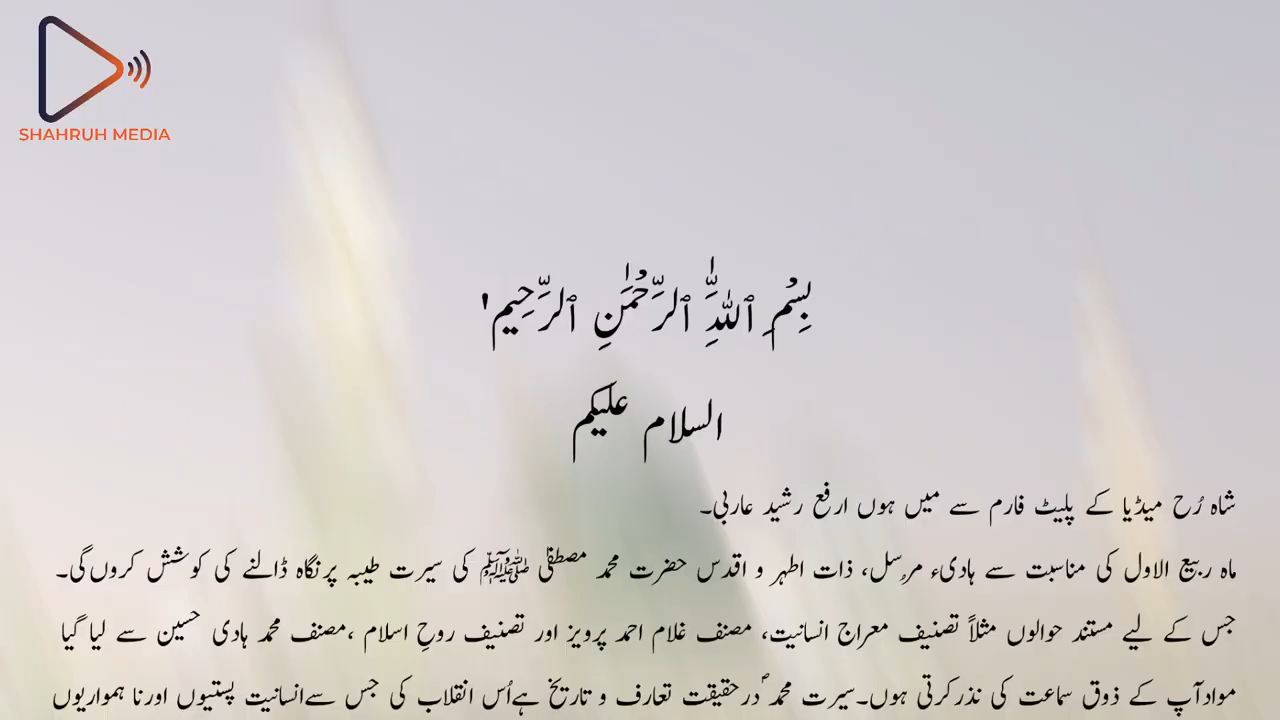 SHAHRUH MEDIA
بِسْمِ ٱللَّٰهِ ٱلرَّحْمَٰنِ ٱلرَّحِيم'
السلام علیکم
شاہ رُخ میڈیا کے پلیٹ فارم سے میں ہوں ارفع رشید عاربی۔
ماہ ربیع الاول کی مناسبت سے ہادیء مرسل، ذات اطہر و اقدس حضرت محمد مصطفٰی ﷺ کی سیرت طیبہ پرنگاہ ڈالنے کی کوشش کروں گی۔
جس کے لیے مستند حوالوں مثلاً تصنیف معراج انسانیت، مصنف غلام احمد پرویز اور تصنیف روحِ اسلام ،مصنف محمد ہادی حسین سے لیا گیا
موادآپ کے ذوق سماعت کی نذرکرتی ہوں۔سیرت محمدؐ درحقیقت تعارف و تاریخ ہےاُس انقلاب کی جس سےانسانیت پستیوں اورنا ہمواریوں